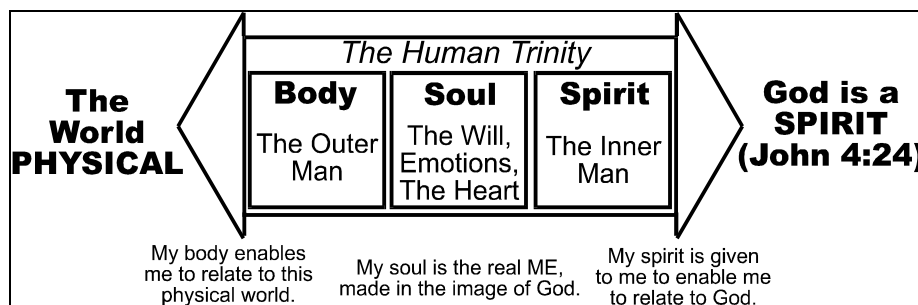 The Human Trinity
The
World
PHYSICAL
Body
The Outer
Man
Soul
The Will,
Emotions,
The Heart
Spirit
The Inner
Man
God is a
SPIRIT
(John 4:24)
My body enables
me to relate to this
physical world.
My soul is the real ME,
made in the image of God.
My spirit is given
to me to enable me
to relate to God.